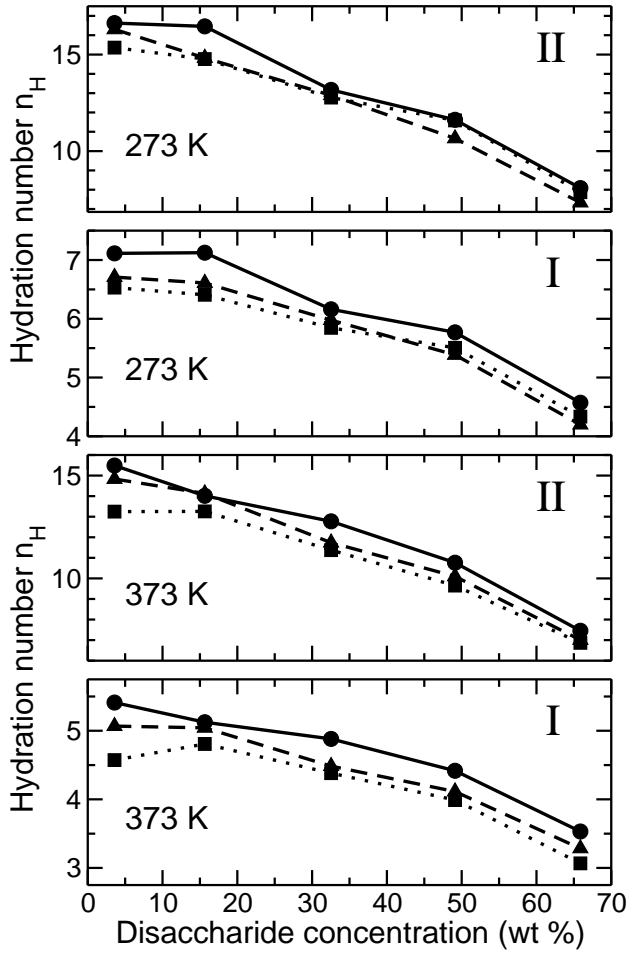 II
15
10
273 K
Hydration number n_H
I
7
6
5
4
273 K
II
15
10
373 K
Hydration number n_H
I
5
4
3
373 K
0 10 20 30 40 50 60 70
Disaccharide concentration (wt %)